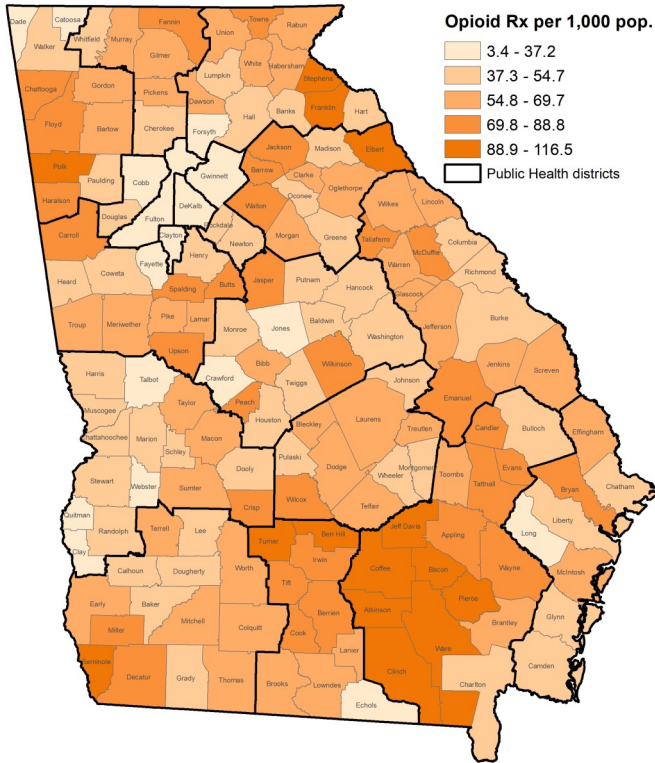 Opioid Rx per 1,000 pop.
3.4 - 37.2
37.3 - 54.7
54.8 - 69.7
69.8 - 88.8
88.9 - 116.5
Public Health districts
Dade
Catoosa
Whitfield
Murray
Fannin
Union
Towns
Rabun
Walker
Gilmer
White
Habersham
Stephens
Lumpkin
Chattooga
Gordon
Pickens
Dawson
Hall
Banks
Franklin
Hart
Floyd
Bartow
Cherokee
Forsyth
Jackson
Madison
Elbert
Polk
Paulding
Cobb
Gwinnett
Barrow
Clarke
Oconee
Oglethorpe
Haralson
Douglas
Fulton
DeKalb
Walton
Wilkes
Lincoln
Carroll
Clayton
Rockdale
Newton
Morgan
Greene
Taliaferro
McDuffie
Columbia
Fayette
Henry
Warren
Richmond
Heard
Coweta
Spalding
Butts
Jasper
Putnam
Hancock
Glascock
Burke
Troup
Meriwether
Pike
Lamar
Monroe
Jones
Baldwin
Washington
Jefferson
Upson
Bibb
Wilkinson
Jenkins
Screven
Harris
Talbot
Crawford
Twiggs
Johnson
Emanuel
Muscogee
Taylor
Peach
Houston
Bleckley
Laurens
Treutlen
Candler
Bulloch
Effingham
Chattahoochee
Marion
Macon
Schley
Pulaski
Dodge
Montgomery
Wheeler
Toombs
Evans
Tattnall
Bryan
Chatham
Stewart
Webster
Sumter
Dooly
Crisp
Wilcox
Telfair
Long
Liberty
Quitman
Randolph
Terrell
Lee
Turner
Ben Hill
Jeff Davis
Appling
Clay
Calhoun
Dougherty
Worth
Irwin
Coffee
Bacon
Wayne
McIntosh
Early
Baker
Mitchell
Tift
Pierce
Miller
Colquitt
Berrien
Cook
Atkinson
Ware
Brantley
Glynn
Seminole
Decatur
Grady
Thomas
Brooks
Lanier
Lowndes
Clinch
Charlton
Camden
Echols